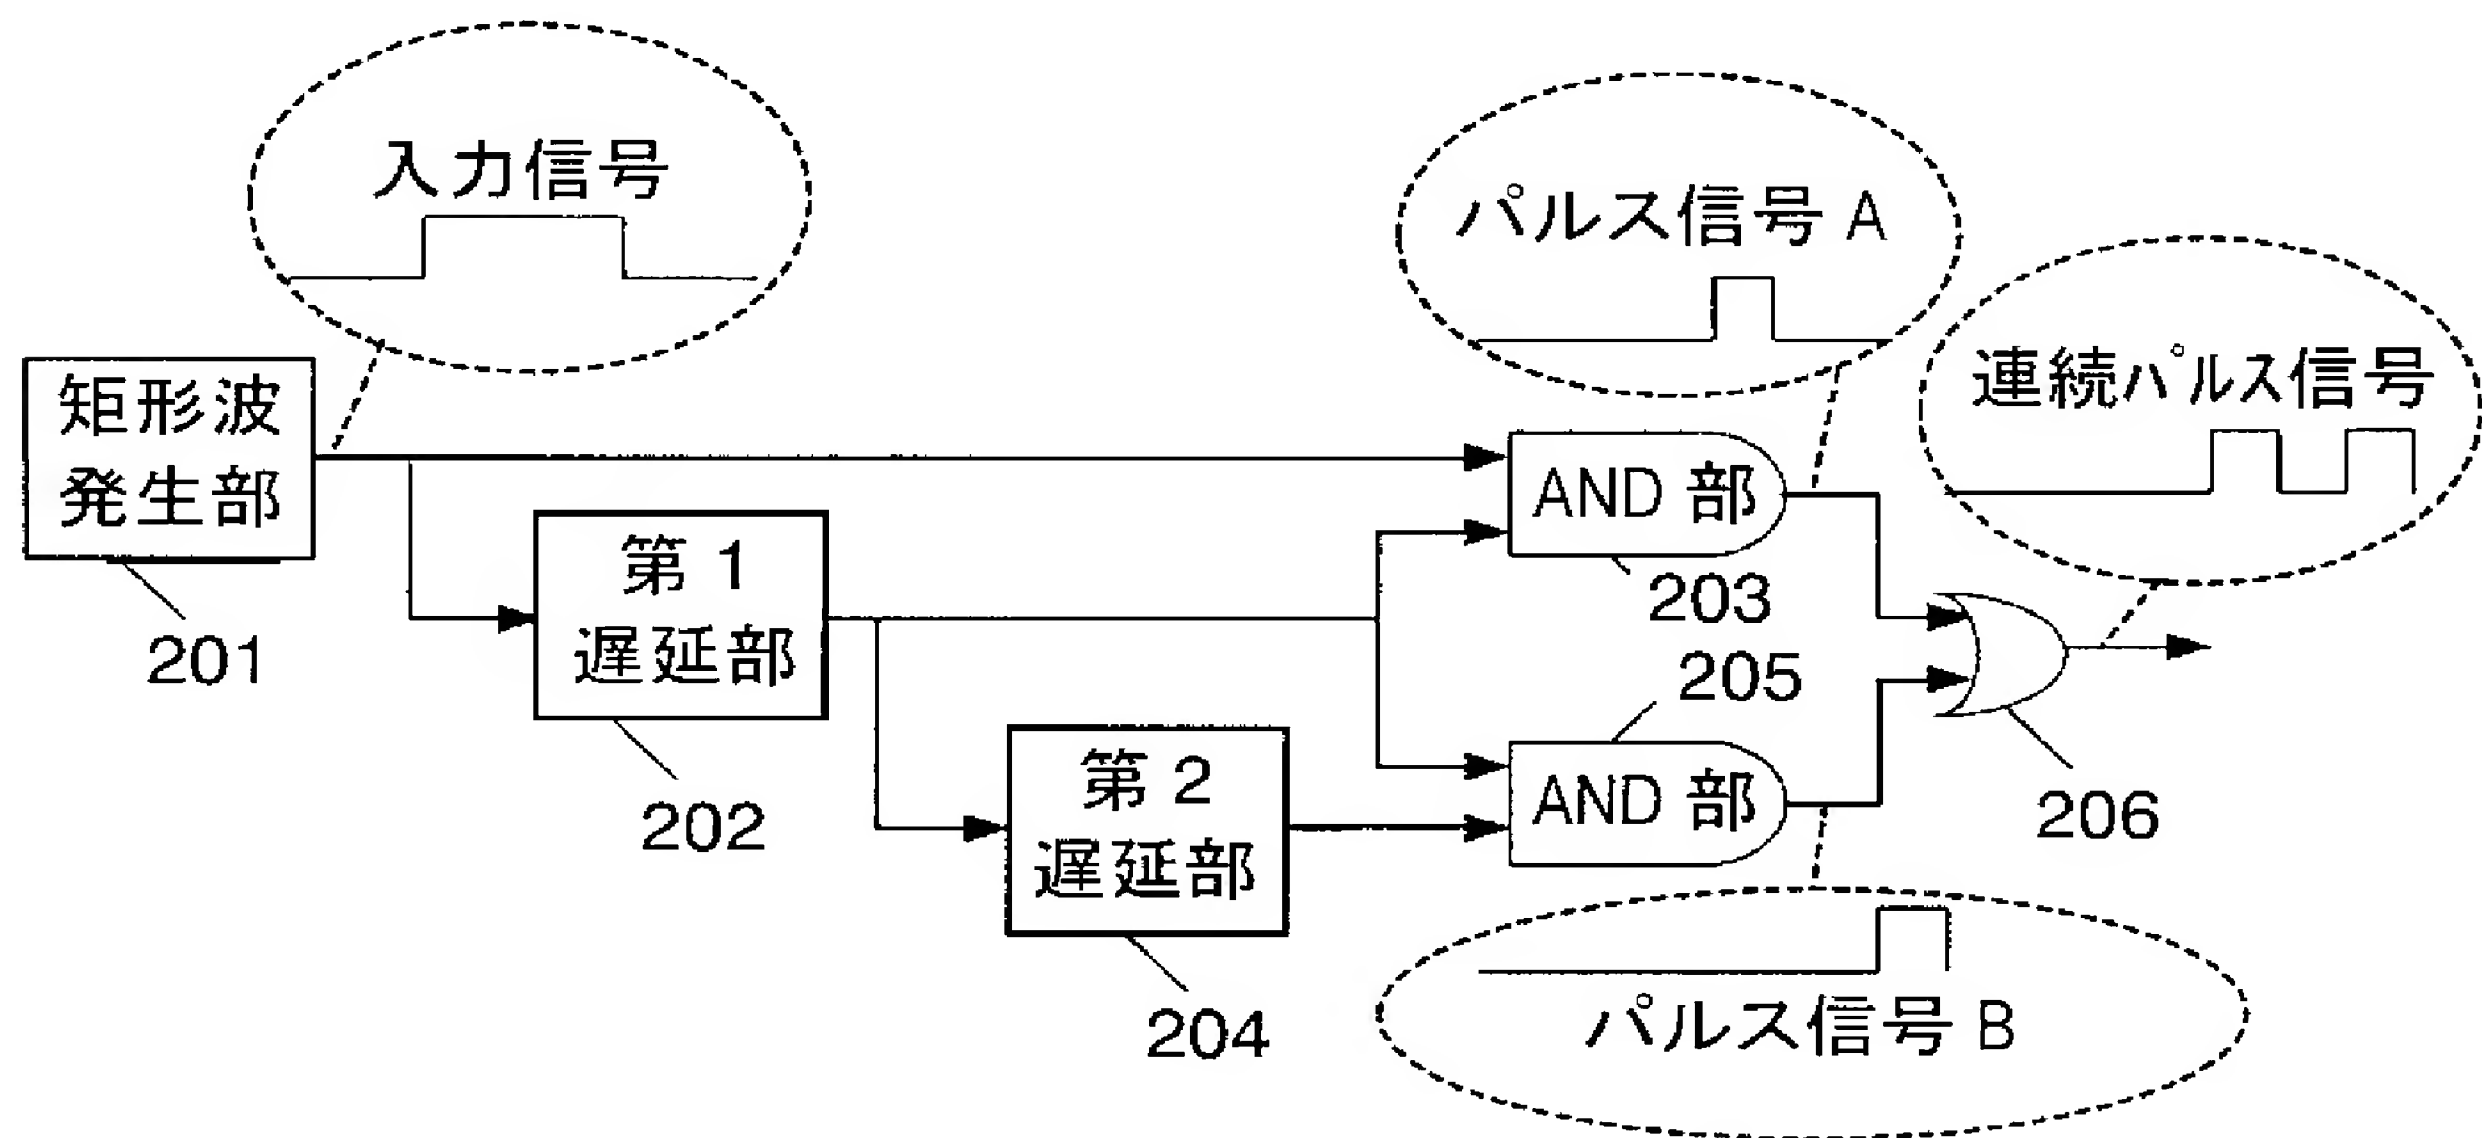 入力信号
パルス信号 A
連続パルス信号
矩形波
発生部
201
第 1
遅延部
202
第 2
遅延部
204
AND 部
203
205
AND 部
206
パルス信号 B